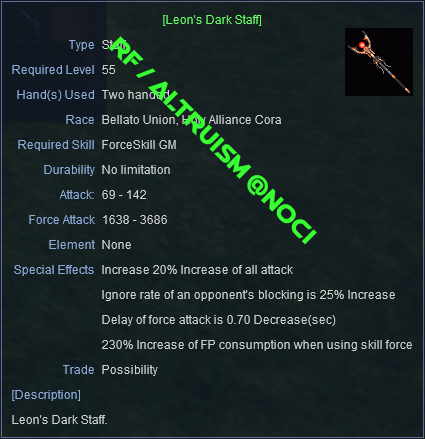 [Leon's Dark Staff]
Type Staff
Required Level 55
Hand(s) Used Two handed
Race Bellato Union, Holy Alliance Cora
Required Skill ForceSkill GM
Durability No limitation
Attack: 69 - 142
Force Attack 1638 - 3686
Element None
Special Effects Increase 20% Increase of all attack
Ignore rate of an opponent's blocking is 25% Increase
Delay of force attack is 0.70 Decrease(sec)
230% Increase of FP consumption when using skill force
Trade Possibility
[Description]
Leon's Dark Staff.
RF / ALTRUISM @NOCI